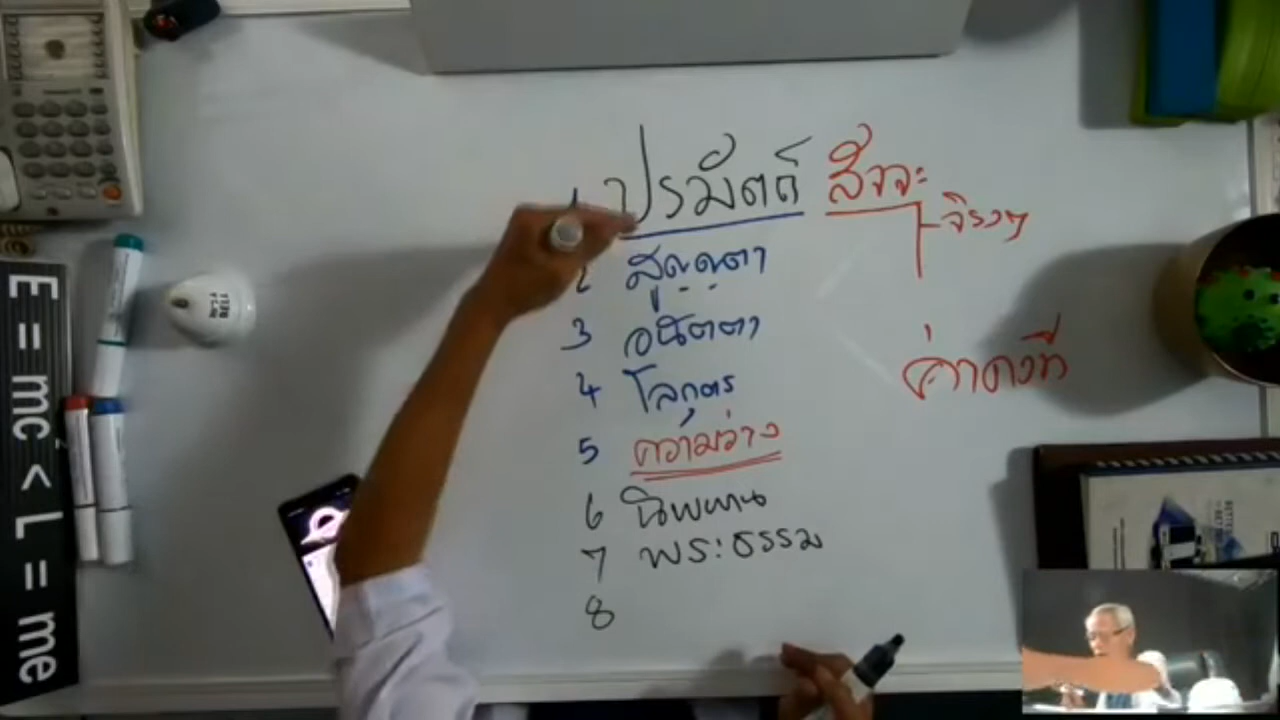 1 ปรมัตถ์ สัจจะ
จริงๆ
2 สูญญตา
3 อนัตตา
4 โลกุตร
ค่าคงที่
5 ความว่าง
6 นิพพาน
7 พระธรรม
8
E = mc < L = me